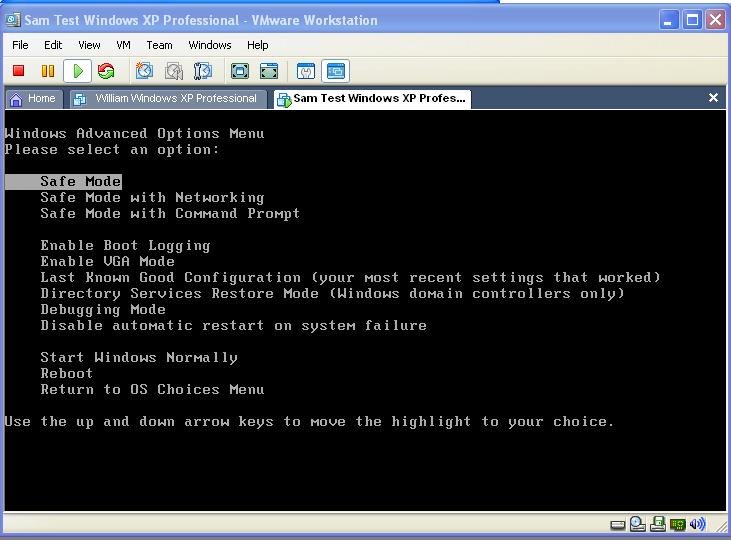 Sam Test Windows XP Professional - VMware Workstation
File Edit View VM Team Windows Help
Home William Windows XP Professional Sam Test Windows XP Profes...
Windows Advanced Options Menu
Please select an option:
Safe Mode
Safe Mode with Networking
Safe Mode with Command Prompt
Enable Boot Logging
Enable VGA Mode
Last Known Good Configuration (your most recent settings that worked)
Directory Services Restore Mode (Windows domain controllers only)
Debugging Mode
Disable automatic restart on system failure
Start Windows Normally
Reboot
Return to OS Choices Menu
Use the up and down arrow keys to move the highlight to your choice.